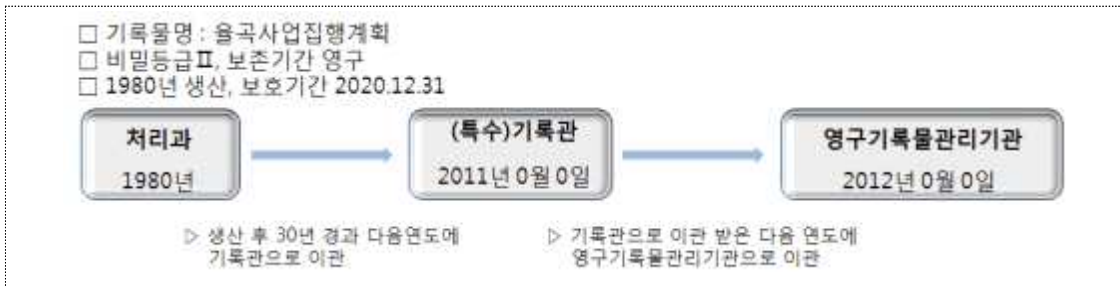 □ 기록물명 : 율곡사업집행계획
□ 비밀등급Ⅱ, 보존기간 영구
□ 1980년 생산, 보호기간 2020.12.31
처리과
1980년
(특수)기록관
2011년 0월 0일
영구기록물관리기관
2012년 0월 0일
▷ 생산 후 30년 경과 다음연도에
기록관으로 이관
▷ 기록관으로 이관 받은 다음 연도에
영구기록물관리기관으로 이관